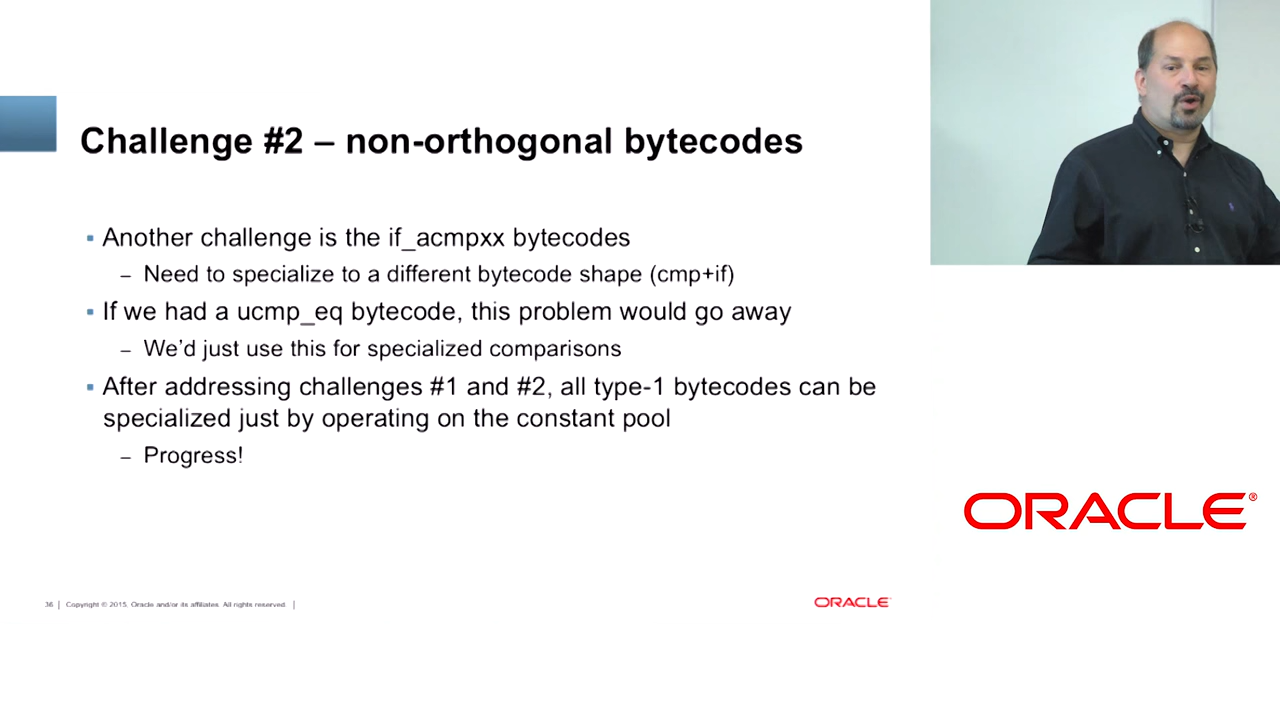 Challenge #2 – non-orthogonal bytecodes
▪ Another challenge is the if_acmpxx bytecodes
– Need to specialize to a different bytecode shape (cmp+if)
▪ If we had a ucmp_eq bytecode, this problem would go away
– We’d just use this for specialized comparisons
▪ After addressing challenges #1 and #2, all type-1 bytecodes can be
specialized just by operating on the constant pool
– Progress!
ORACLE®
36 | Copyright © 2015, Oracle and/or its affiliates. All rights reserved. |
ORACLE